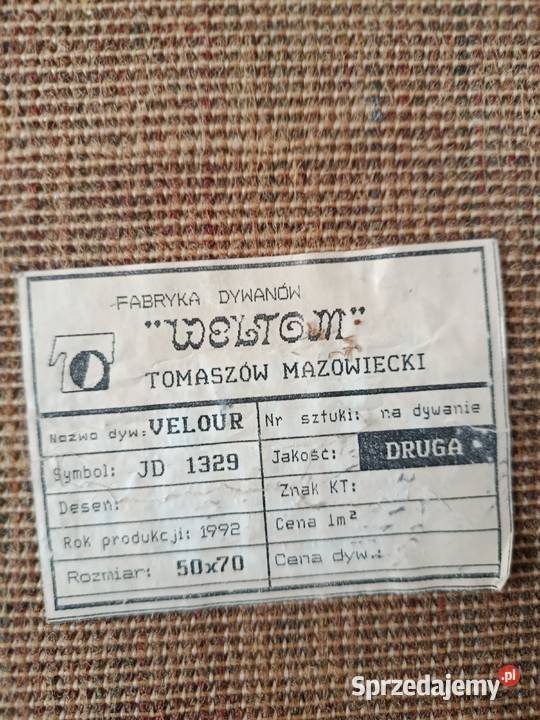 FABRYKA DYWANÓW
"WELTOM"
TOMASZÓW MAZOWIECKI
Nazwa dyw: VELOUR
Symbol: JD 1329
Deseń:
Rok produkcji: 1992
Rozmiar: 50x70
Nr sztuki: na dywanie
Jakość: DRUGA
Znak KT:
Cena 1m²
Cena dyw.:
Sprzedajemy.pl